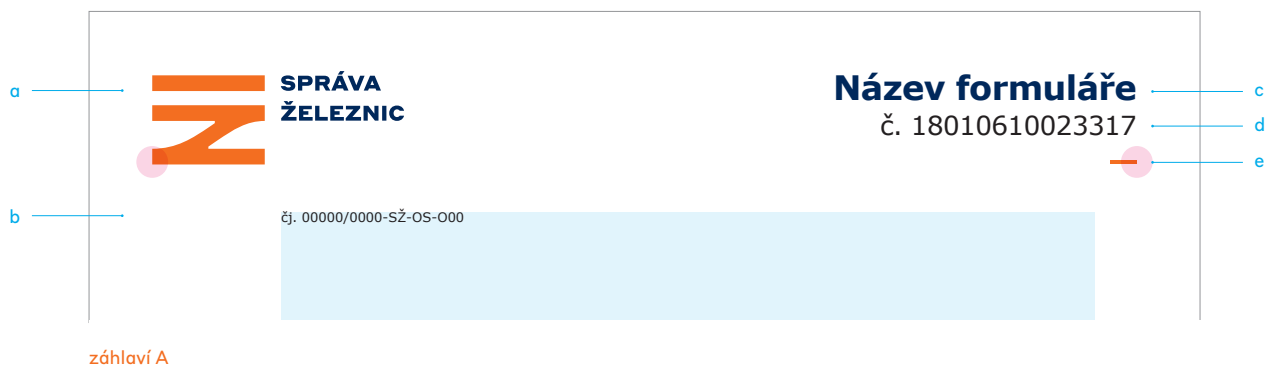 a
SPRÁVA
ŽELEZNIC
Název formuláře
c
č. 18010610023317
d
e
b
čj. 00000/0000-SŽ-OS-O00
záhlaví A